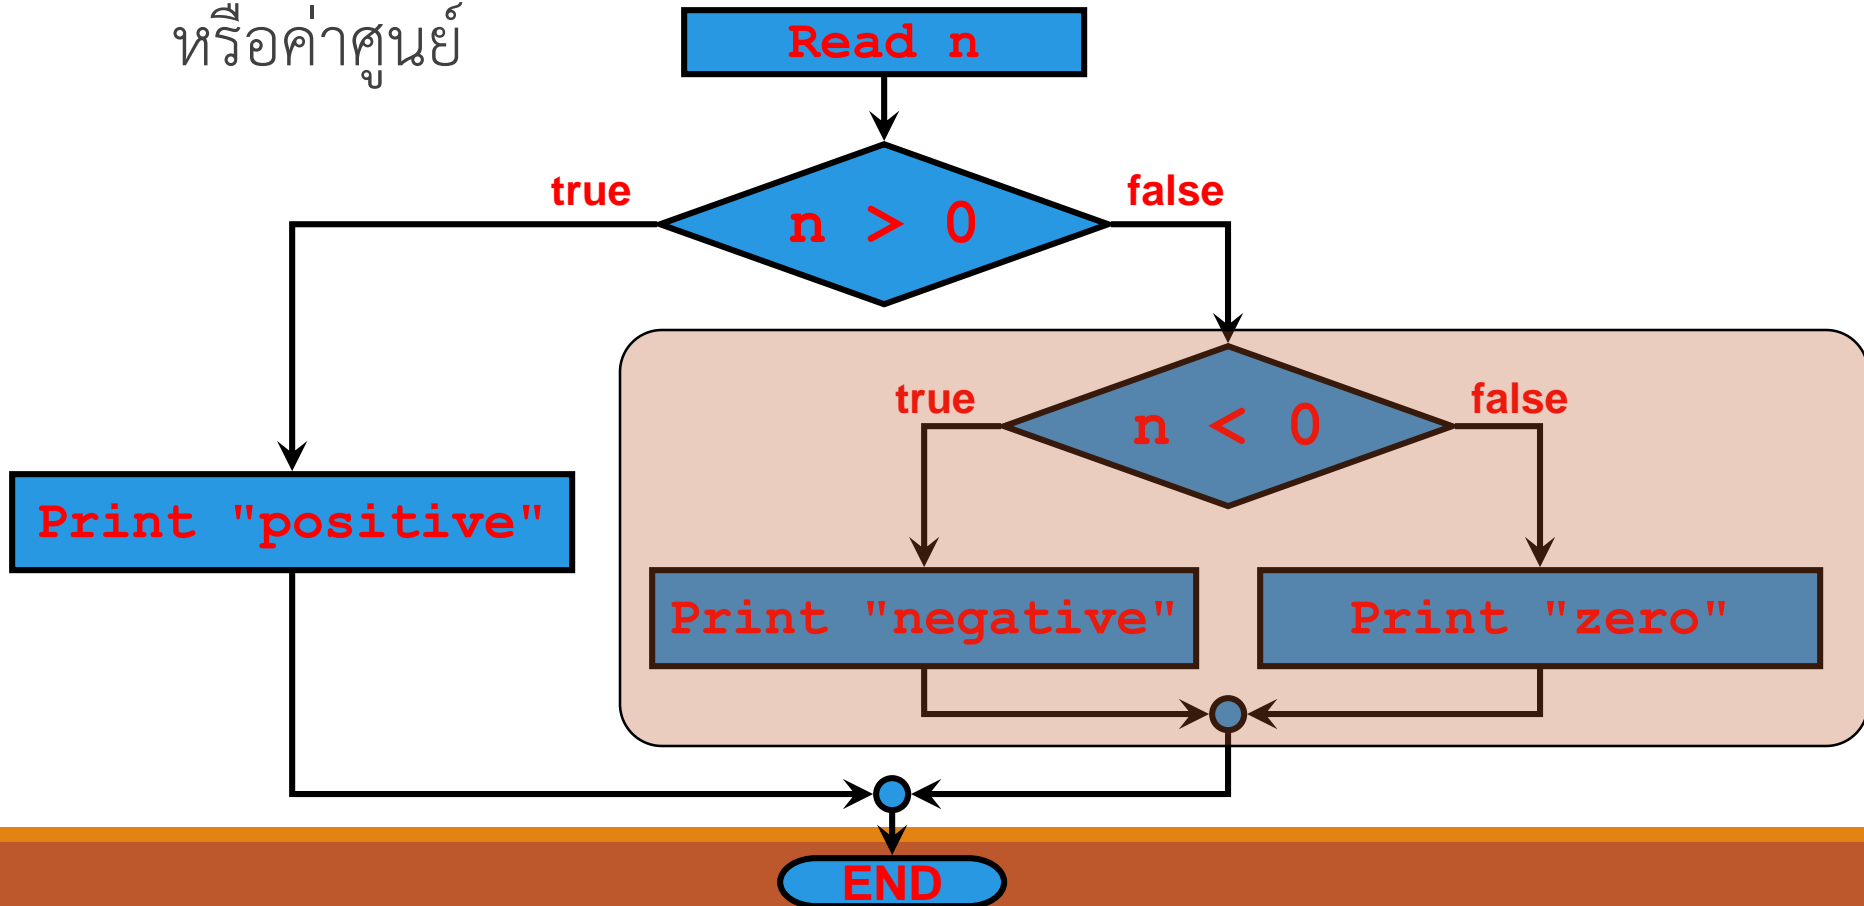 หรือค่าศูนย์
Read n
true
false
n > 0
true
false
n < 0
Print "positive"
Print "negative"
Print "zero"
END